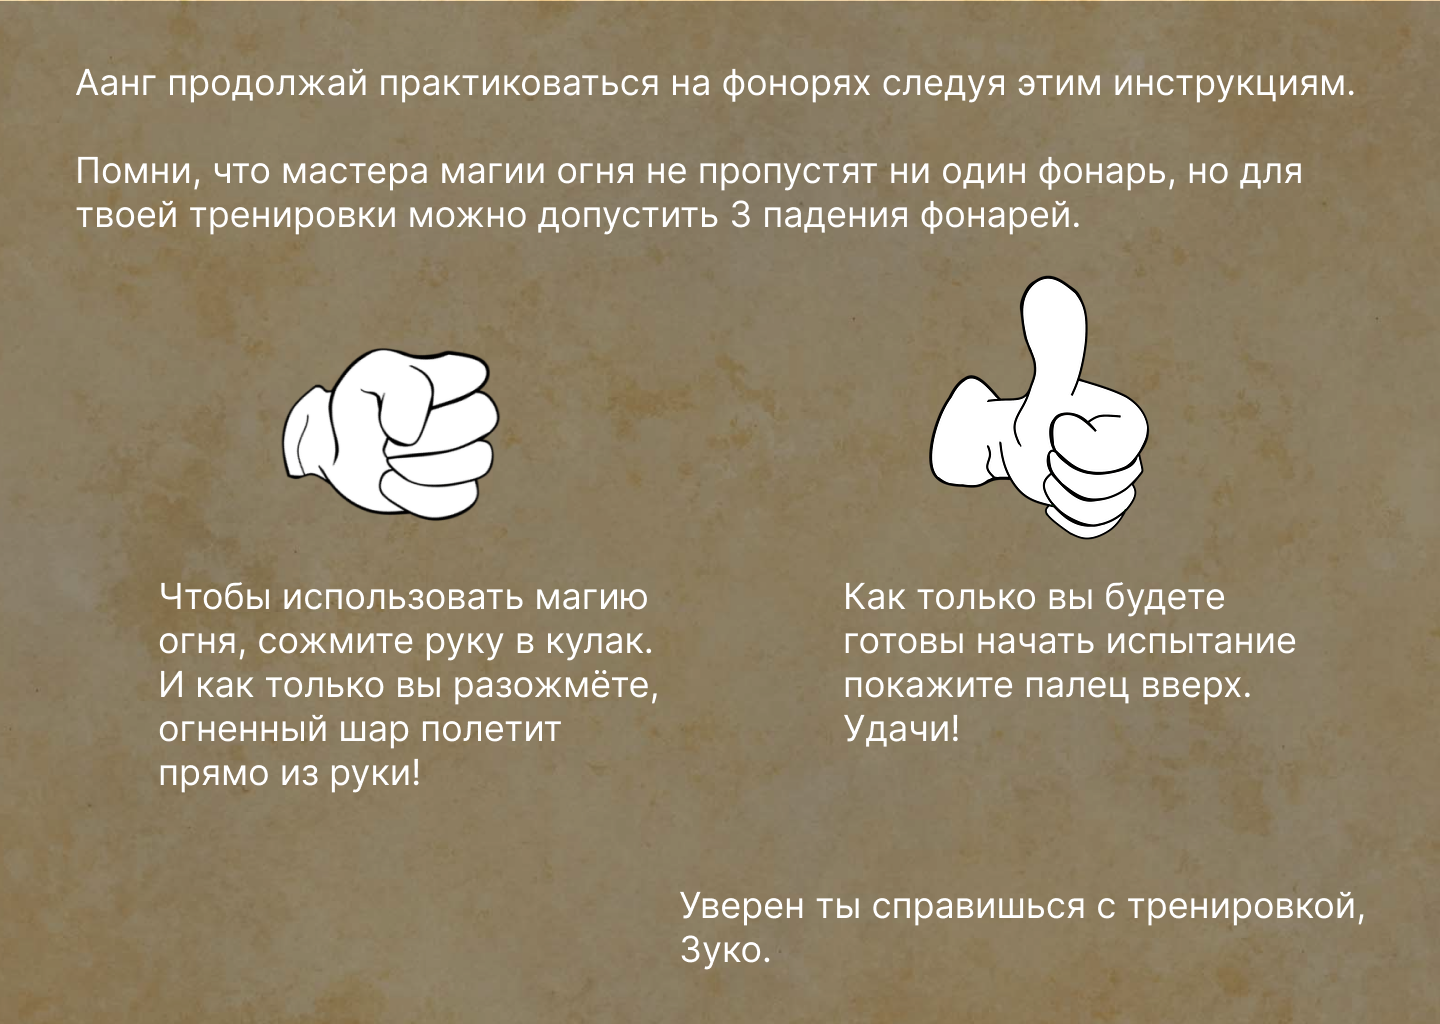 Аанг продолжай практиковаться на фонорях следуя этим инструкциям.
Помни, что мастера магии огня не пропустят ни один фонарь, но для
твоей тренировки можно допустить 3 падения фонарей.
Чтобы использовать магию
огня, сожмите руку в кулак.
И как только вы разожмёте,
огненный шар полетит
прямо из руки!
Как только вы будете
готовы начать испытание
покажите палец вверх.
Удачи!
Уверен ты справишься с тренировкой,
Зуко.